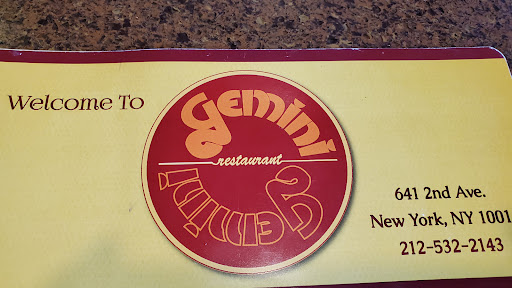 Welcome To
Gemini
restaurant
Gemini
641 2nd Ave.
New York, NY 1001
212-532-2143